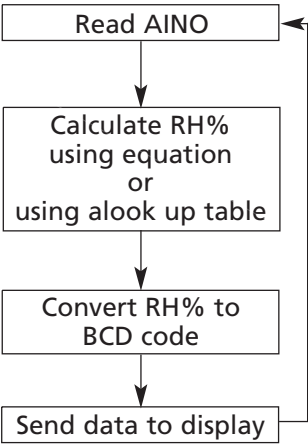 Read AINO
Calculate RH%
using equation
or
using alook up table
Convert RH% to
BCD code
Send data to display